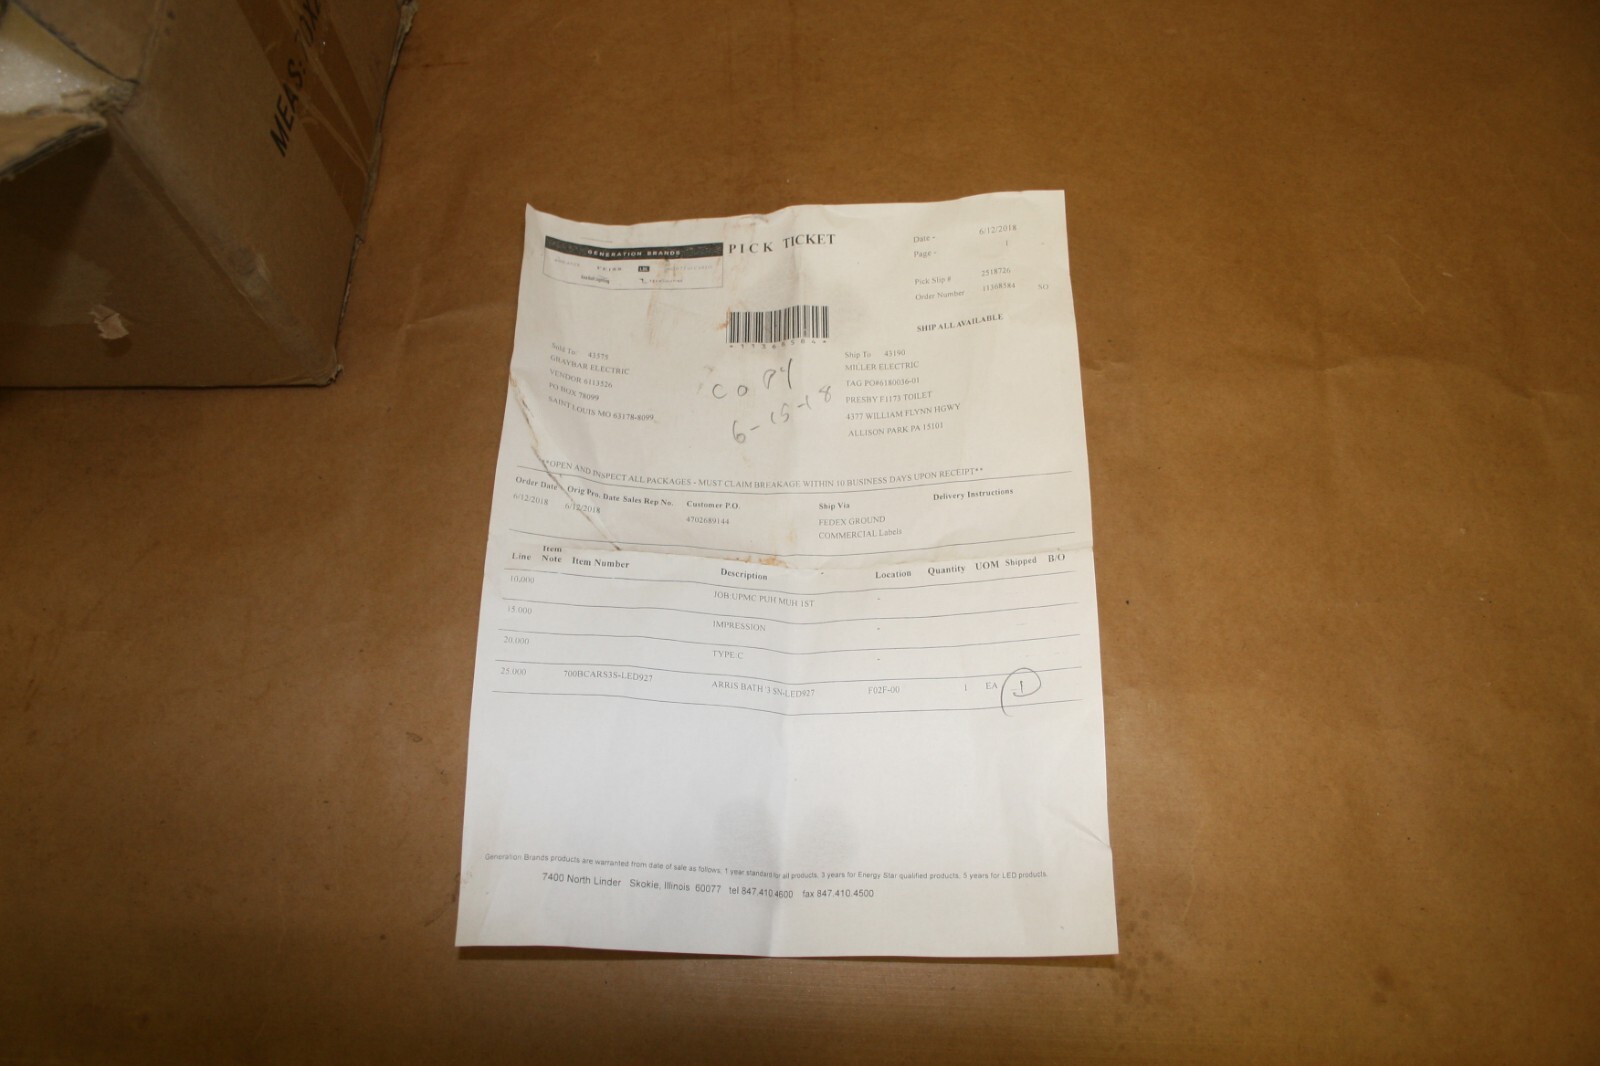 MEAS:
PICK TICKET
GENERATION BRANDS
FEISS LBL
Date - 6/12/2018
Page - 1
Pick Slip # 2518726
Order Number 11368584 SO
SHIP ALL AVAILABLE
Sold To: 43575
GRAYBAR ELECTRIC
VENDOR 6113526
PO BOX 78099
SAINT LOUIS MO 63178-8099
COPY
6-15-18
Ship To 43190
MILLER ELECTRIC
TAG PO#6180036-01
PRESBY F1173 TOILET
4377 WILLIAM FLYNN HGWY
ALLISON PARK PA 15101
**OPEN AND INSPECT ALL PACKAGES - MUST CLAIM BREAKAGE WITHIN 10 BUSINESS DAYS UPON RECEIPT**
Order Date Orig Pro. Date Sales Rep No. Customer P.O. Ship Via Delivery Instructions
6/12/2018 6/12/2018 4702689144 FEDEX GROUND
COMMERCIAL Labels
Line Item Note Item Number Description Location Quantity UOM Shipped B/O
10.000 JOB:UPMC PUH MUH 1ST -
15.000 IMPRESSION -
20.000 TYPE:C -
25.000 700BCARS3S-LED927 ARRIS BATH 3 SN-LED927 F02F-00 1 EA 1
Generation Brands products are warranted from date of sale as follows: 1 year standard for all products, 3 years for Energy Star qualified products, 5 years for LED products.
7400 North Linder Skokie, Illinois 60077 tel 847.410.4600 fax 847.410.4500